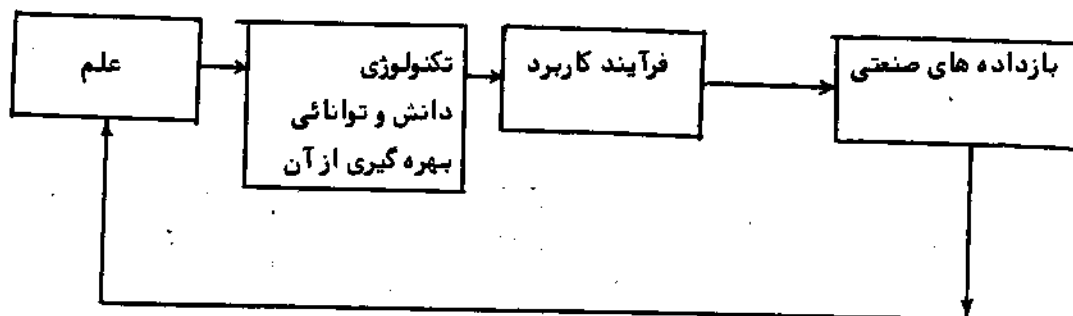 علم
تکنولوژی
دانش و توانائی
بهره گیری از آن
فرآیند کاربرد
بازداده های صنعتی